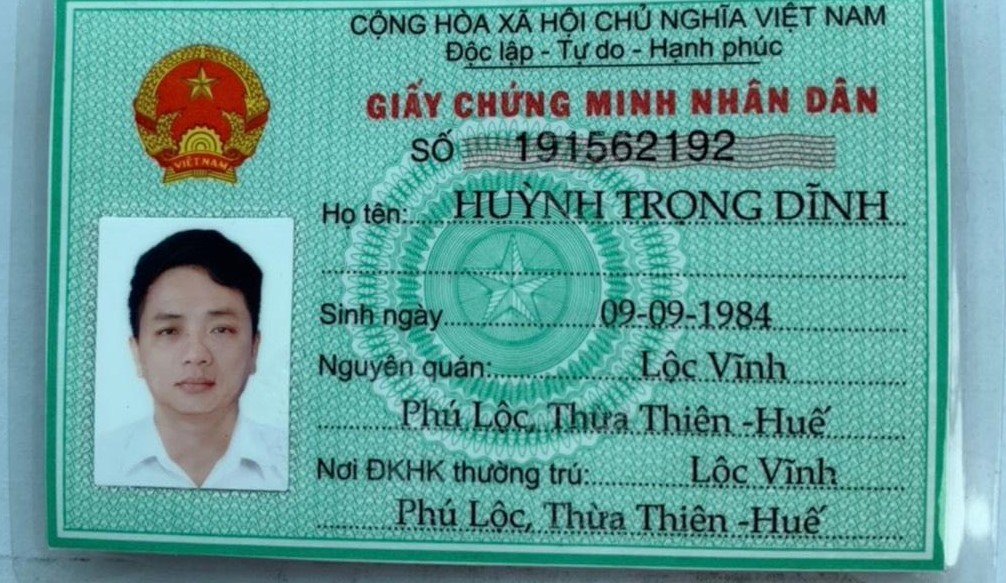 CỘNG HÒA XÃ HỘI CHỦ NGHĨA VIỆT NAM
Độc lập - Tự do - Hạnh phúc
GIẤY CHỨNG MINH NHÂN DÂN
SỐ 191562192
VIỆT NAM
Họ tên: HUỲNH TRỌNG DĨNH
Sinh ngày 09-09-1984
Nguyên quán: Lộc Vĩnh
Phú Lộc, Thừa Thiên -Huế
Nơi ĐKHK thường trú: Lộc Vĩnh
Phú Lộc, Thừa Thiên -Huế